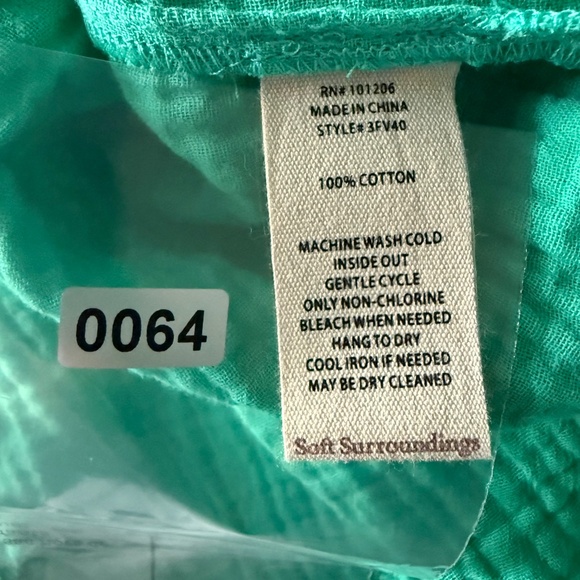 RN# 101206
MADE IN CHINA
STYLE# 3FV40
100% COTTON
MACHINE WASH COLD
INSIDE OUT
GENTLE CYCLE
ONLY NON-CHLORINE
BLEACH WHEN NEEDED
HANG TO DRY
COOL IRON IF NEEDED
MAY BE DRY CLEANED
Soft Surroundings
0064